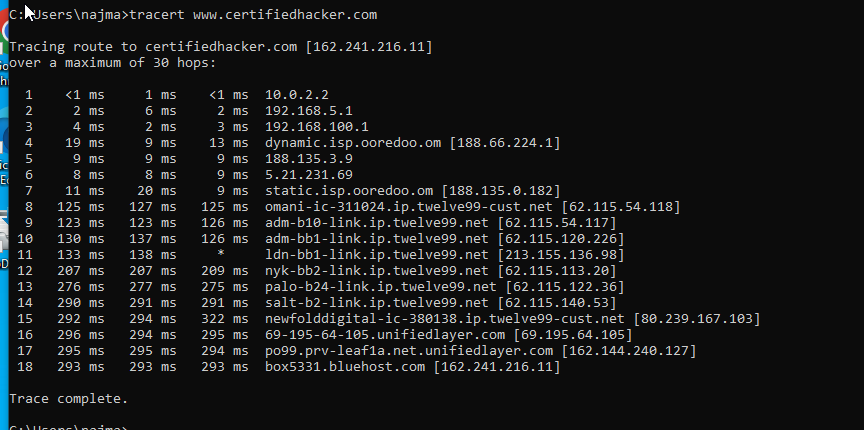 C:\Users\najma>tracert www.certifiedhacker.com
Tracing route to certifiedhacker.com [162.241.216.11]
over a maximum of 30 hops:
1 <1 ms 1 ms <1 ms 10.0.2.2
2 2 ms 6 ms 2 ms 192.168.5.1
3 4 ms 2 ms 3 ms 192.168.100.1
4 19 ms 9 ms 13 ms dynamic.isp.ooredoo.om [188.66.224.1]
5 9 ms 9 ms 9 ms 188.135.3.9
6 8 ms 8 ms 9 ms 5.21.231.69
7 11 ms 20 ms 9 ms static.isp.ooredoo.om [188.135.0.182]
8 125 ms 127 ms 125 ms omani-ic-311024.ip.twelve99-cust.net [62.115.54.118]
9 123 ms 123 ms 126 ms adm-b10-link.ip.twelve99.net [62.115.54.117]
10 130 ms 137 ms 126 ms adm-bb1-link.ip.twelve99.net [62.115.120.226]
11 133 ms 138 ms * ldn-bb1-link.ip.twelve99.net [213.155.136.98]
12 207 ms 207 ms 209 ms nyk-bb2-link.ip.twelve99.net [62.115.113.20]
13 276 ms 277 ms 275 ms palo-b24-link.ip.twelve99.net [62.115.122.36]
14 290 ms 291 ms 291 ms salt-b2-link.ip.twelve99.net [62.115.140.53]
15 292 ms 294 ms 322 ms newfolddigital-ic-380138.ip.twelve99-cust.net [80.239.167.103]
16 296 ms 294 ms 295 ms 69-195-64-105.unifiedlayer.com [69.195.64.105]
17 295 ms 295 ms 294 ms po99.prv-leaf1a.net.unifiedlayer.com [162.144.240.127]
18 293 ms 293 ms 293 ms box5331.bluehost.com [162.241.216.11]
Trace complete.
C:\Users\najma>